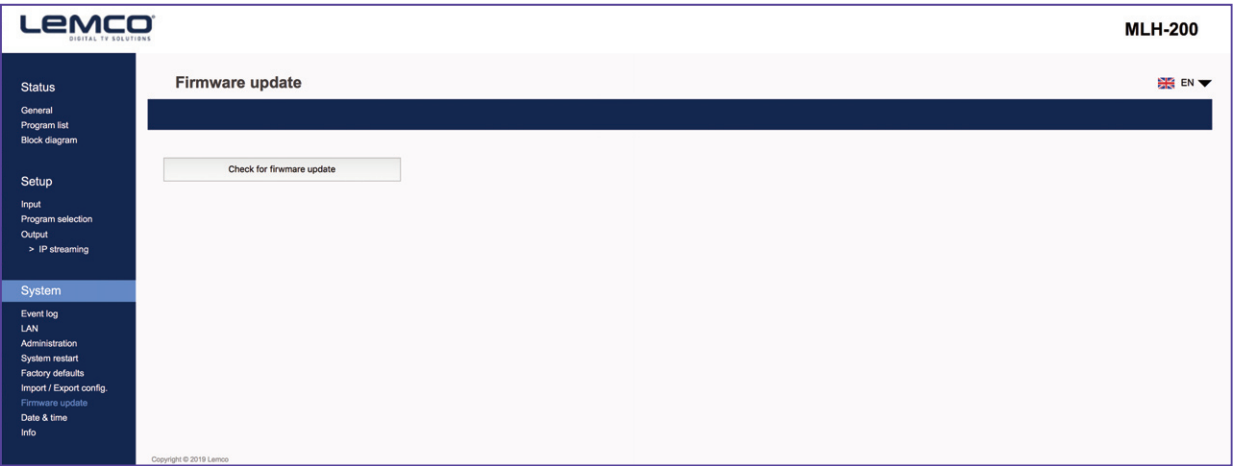 Lemco
DIGITAL TV SOLUTIONS
MLH-200
Status
General
Program list
Block diagram
Setup
Input
Program selection
Output
> IP streaming
System
Event log
LAN
Administration
System restart
Factory defaults
Import / Export config.
Firmware update
Date & time
Info
Firmware update
EN
Check for firwmare update
Copyright © 2019 Lemco